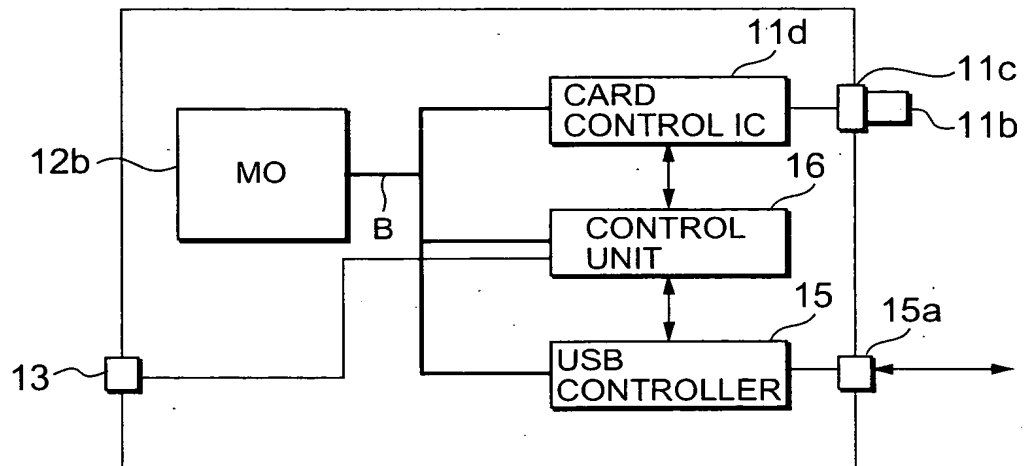 11d
11c
CARD
CONTROL IC
11b
12b
MO
16
B
CONTROL
UNIT
15
15a
13
USB
CONTROLLER